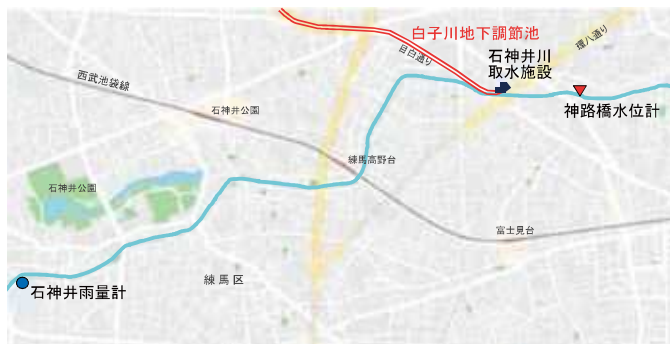 白子川地下調節池
目白通り
石神井川
取水施設
環八通り
神路橋水位計
西武池袋線
石神井公園
練馬高野台
石神井公園
富士見台
練馬区
石神井雨量計